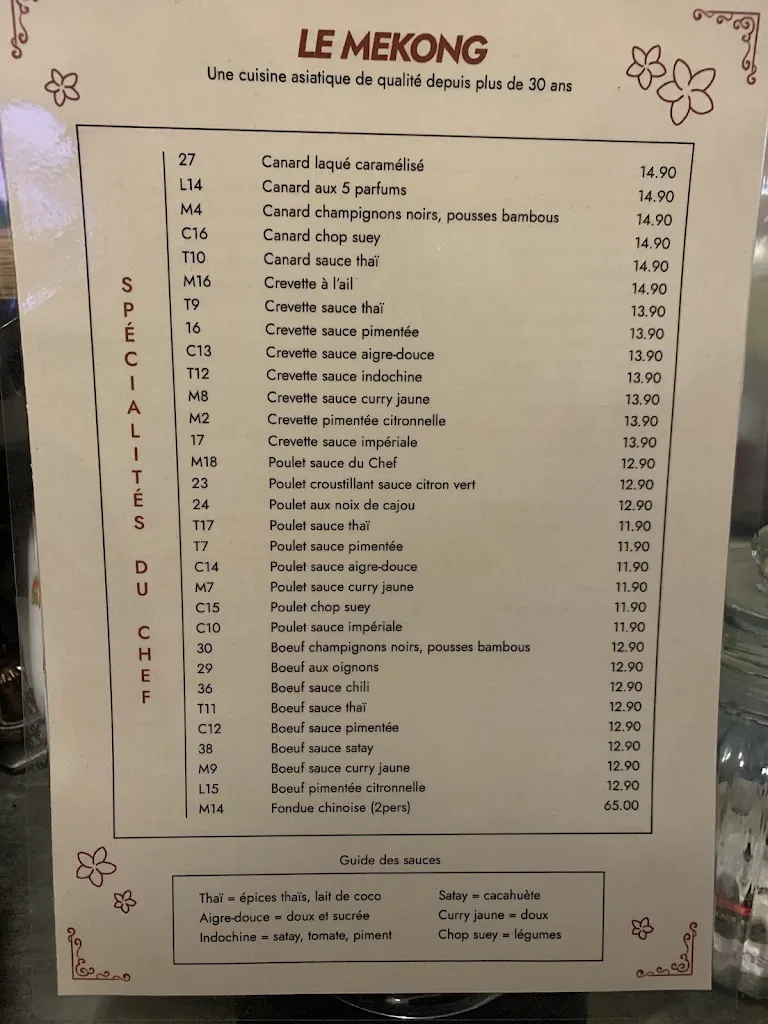 LE MEKONG
Une cuisine asiatique de qualité depuis plus de 30 ans
SPÉCIALITÉS DU CHEF
27 Canard laqué caramélisé 14.90
L14 Canard aux 5 parfums 14.90
M4 Canard champignons noirs, pousses bambous 14.90
C16 Canard chop suey 14.90
T10 Canard sauce thaï 14.90
M16 Crevette à l'ail 14.90
T9 Crevette sauce thaï 13.90
16 Crevette sauce pimentée 13.90
C13 Crevette sauce aigre-douce 13.90
T12 Crevette sauce indochine 13.90
M8 Crevette sauce curry jaune 13.90
M2 Crevette pimentée citronnelle 13.90
17 Crevette sauce impériale 13.90
M18 Poulet sauce du Chef 12.90
23 Poulet croustillant sauce citron vert 12.90
24 Poulet aux noix de cajou 12.90
T17 Poulet sauce thaï 11.90
T7 Poulet sauce pimentée 11.90
C14 Poulet sauce aigre-douce 11.90
M7 Poulet sauce curry jaune 11.90
C15 Poulet chop suey 11.90
C10 Poulet sauce impériale 11.90
30 Boeuf champignons noirs, pousses bambous 12.90
29 Boeuf aux oignons 12.90
36 Boeuf sauce chili 12.90
T11 Boeuf sauce thaï 12.90
C12 Boeuf sauce pimentée 12.90
38 Boeuf sauce satay 12.90
M9 Boeuf sauce curry jaune 12.90
L15 Boeuf pimentée citronnelle 12.90
M14 Fondue chinoise (2pers) 65.00
Guide des sauces
Thaï = épices thaïs, lait de coco
Aigre-douce = doux et sucrée
Indochine = satay, tomate, piment
Satay = cacahuète
Curry jaune = doux
Chop suey = légumes